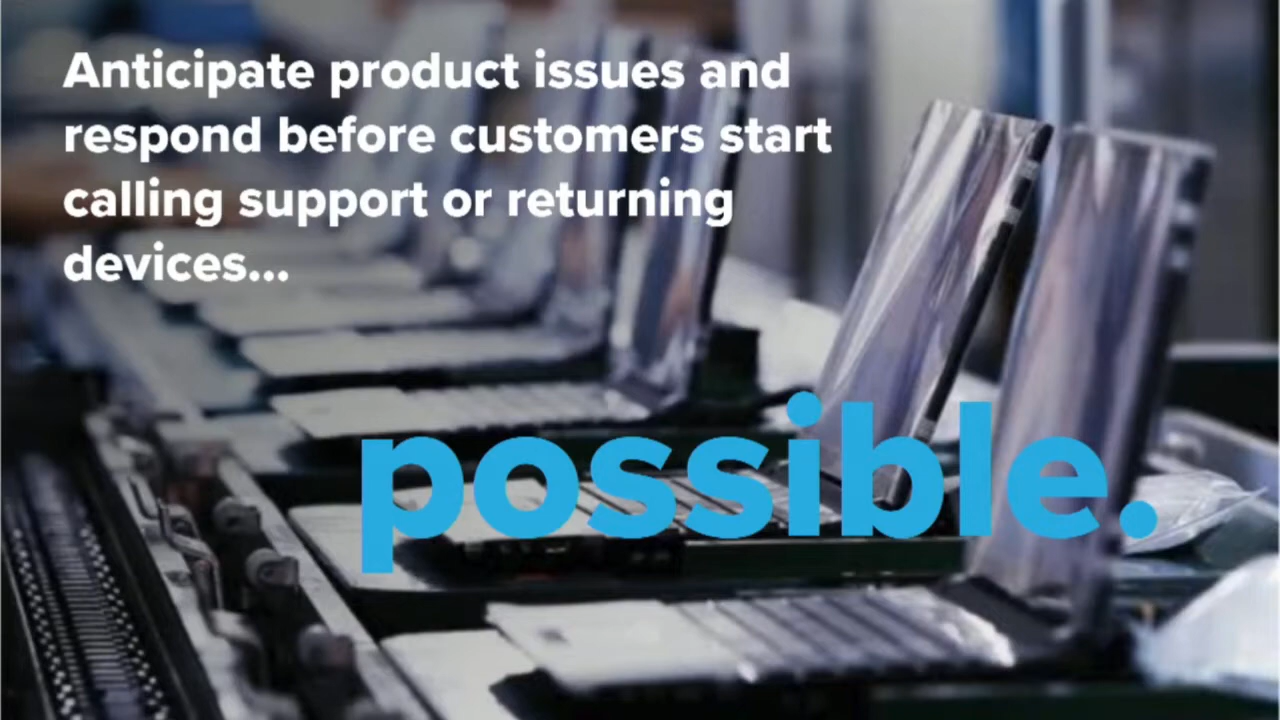 Anticipate product issues and
respond before customers start
calling support or returning
devices...
possible.